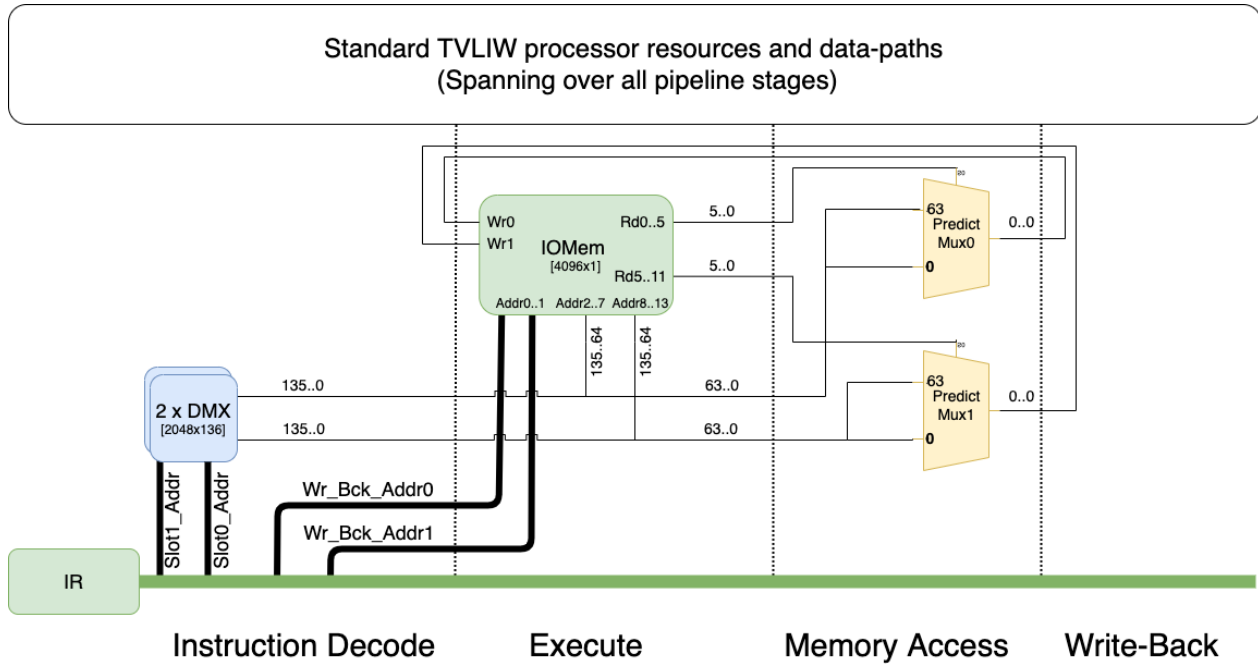 Standard TVLIW processor resources and data-paths
(Spanning over all pipeline stages)
Wr0
Wr1
IOMem
[4096x1]
Rd0..5
Rd5..11
Addr0..1
Addr2..7
Addr8..13
5..0
5..0
20
63
Predict
Mux0
0
0..0
135..64
135..64
20
63
Predict
Mux1
0
0..0
2 x DMX
[2048x136]
135..0
63..0
135..0
63..0
Slot1_Addr
Slot0_Addr
Wr_Bck_Addr0
Wr_Bck_Addr1
IR
Instruction Decode
Execute
Memory Access
Write-Back